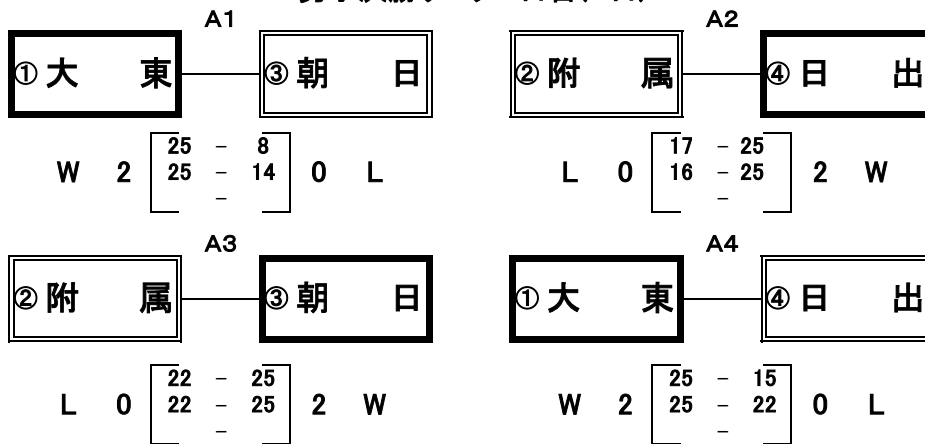 A1 A2
①大 東 ③朝 日 ②附 属 ④日 出
W 2 25 - 8 0 L L 0 17 - 25 2 W
25 - 14 16 - 25
- -
A3 A4
②附 属 ③朝 日 ①大 東 ④日 出
L 0 22 - 25 2 W W 2 25 - 15 0 L
22 - 25 25 - 22
- -